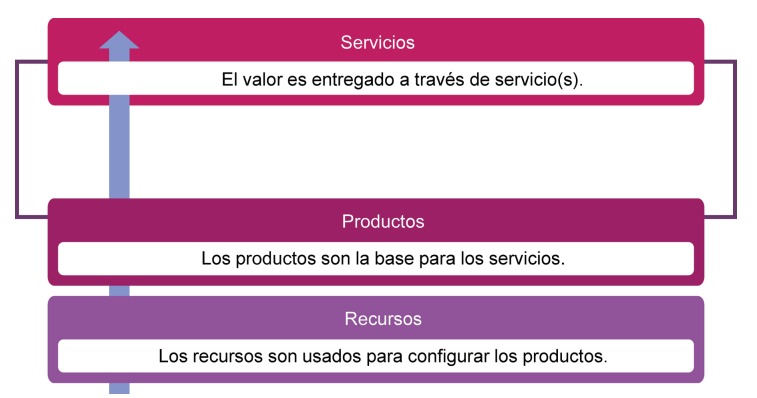 Servicios
El valor es entregado a través de servicio(s).
Productos
Los productos son la base para los servicios.
Recursos
Los recursos son usados para configurar los productos.